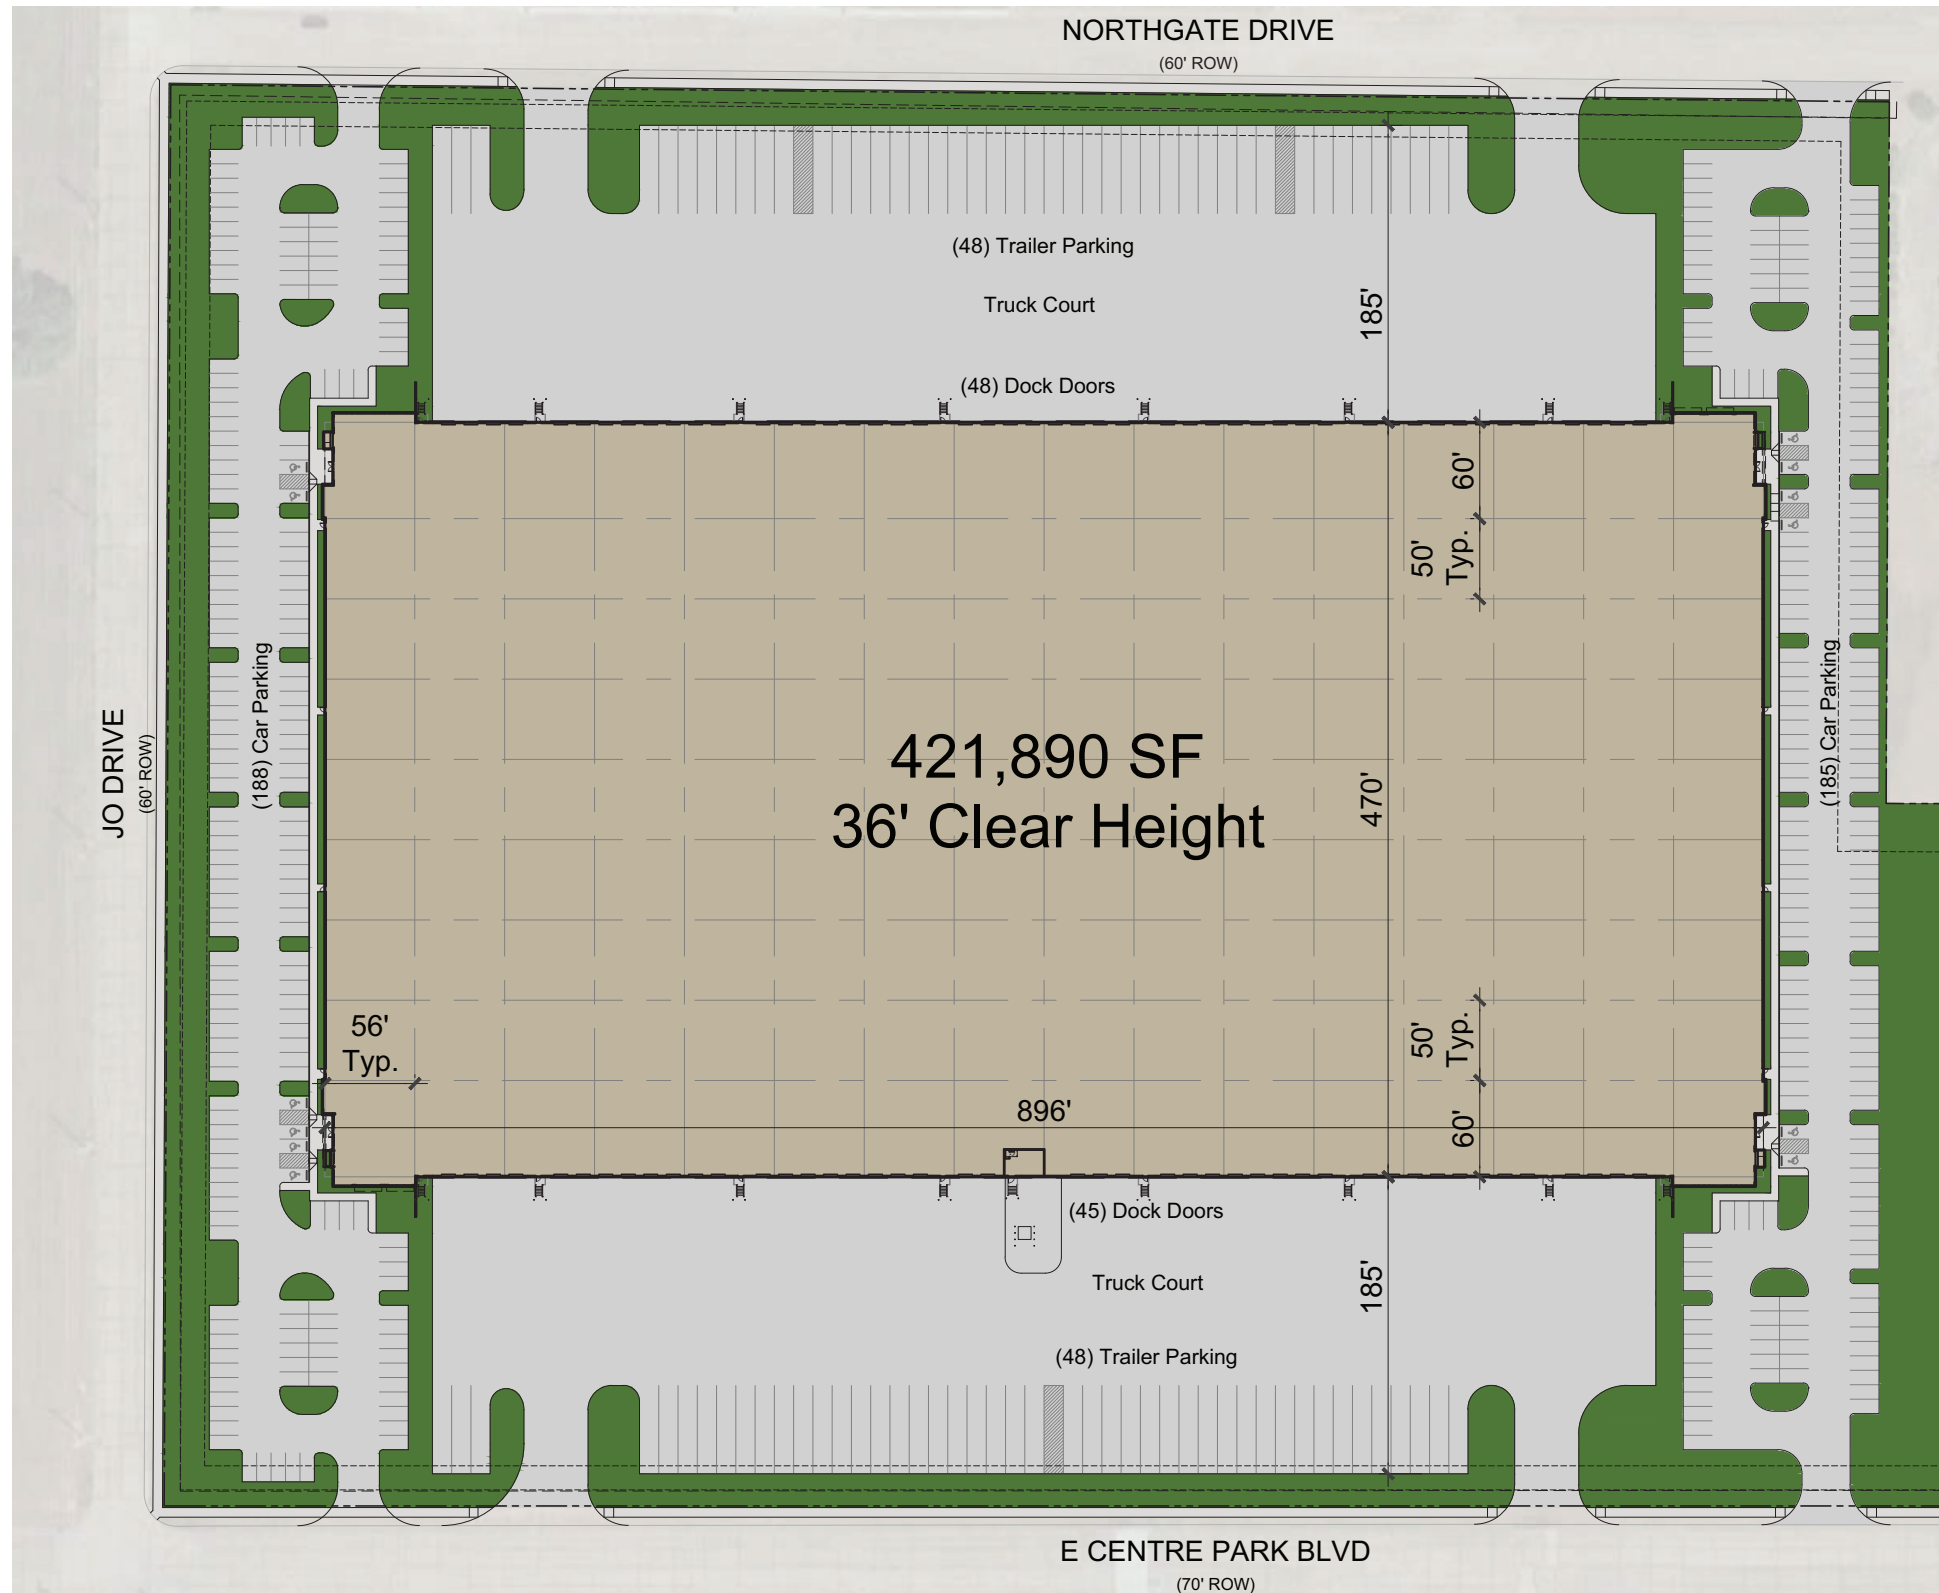 NORTHGATE DRIVE
(60' ROW)
(48) Trailer Parking
Truck Court
185'
(48) Dock Doors
60'
50'
Typ.
JO DRIVE
(60' ROW)
(188) Car Parking
421,890 SF
36' Clear Height
470'
(185) Car Parking
56'
Typ.
50'
Typ.
896'
60'
(45) Dock Doors
Truck Court
185'
(48) Trailer Parking
E CENTRE PARK BLVD
(70' ROW)